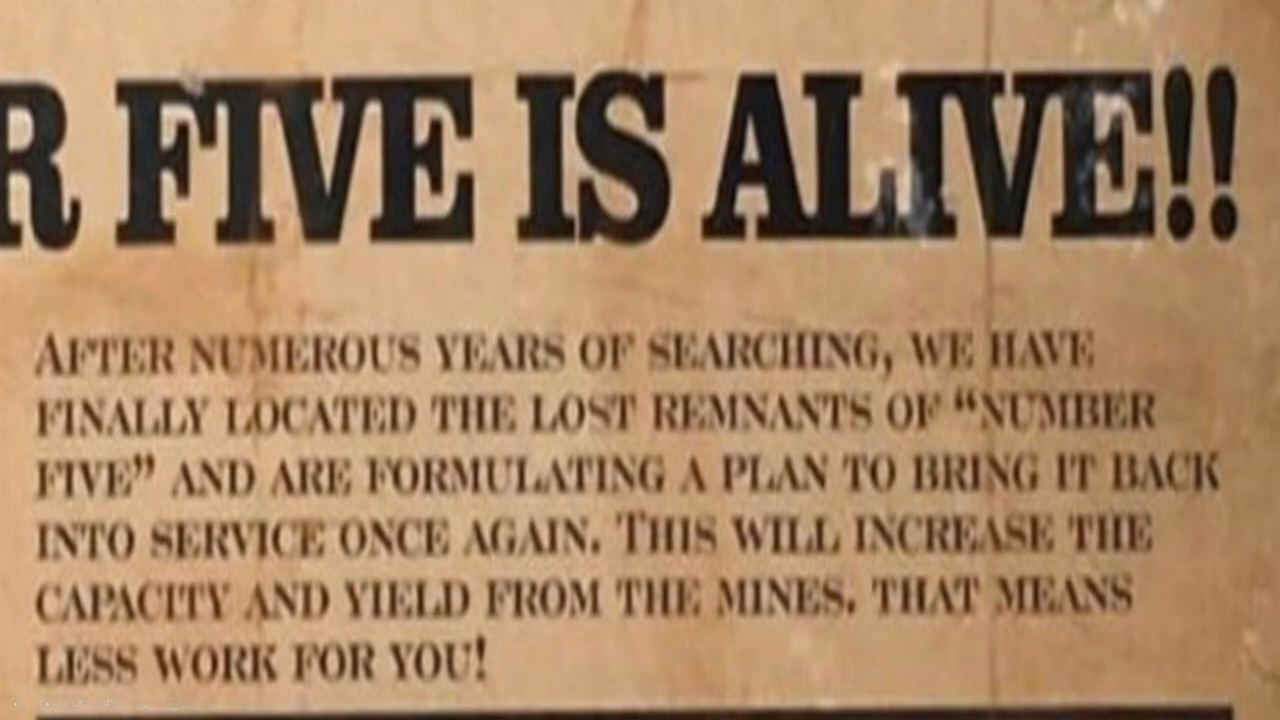 R FIVE IS ALIVE!!
AFTER NUMEROUS YEARS OF SEARCHING, WE HAVE
FINALLY LOCATED THE LOST REMNANTS OF “NUMBER
FIVE” AND ARE FORMULATING A PLAN TO BRING IT BACK
INTO SERVICE ONCE AGAIN. THIS WILL INCREASE THE
CAPACITY AND YIELD FROM THE MINES. THAT MEANS
LESS WORK FOR YOU!